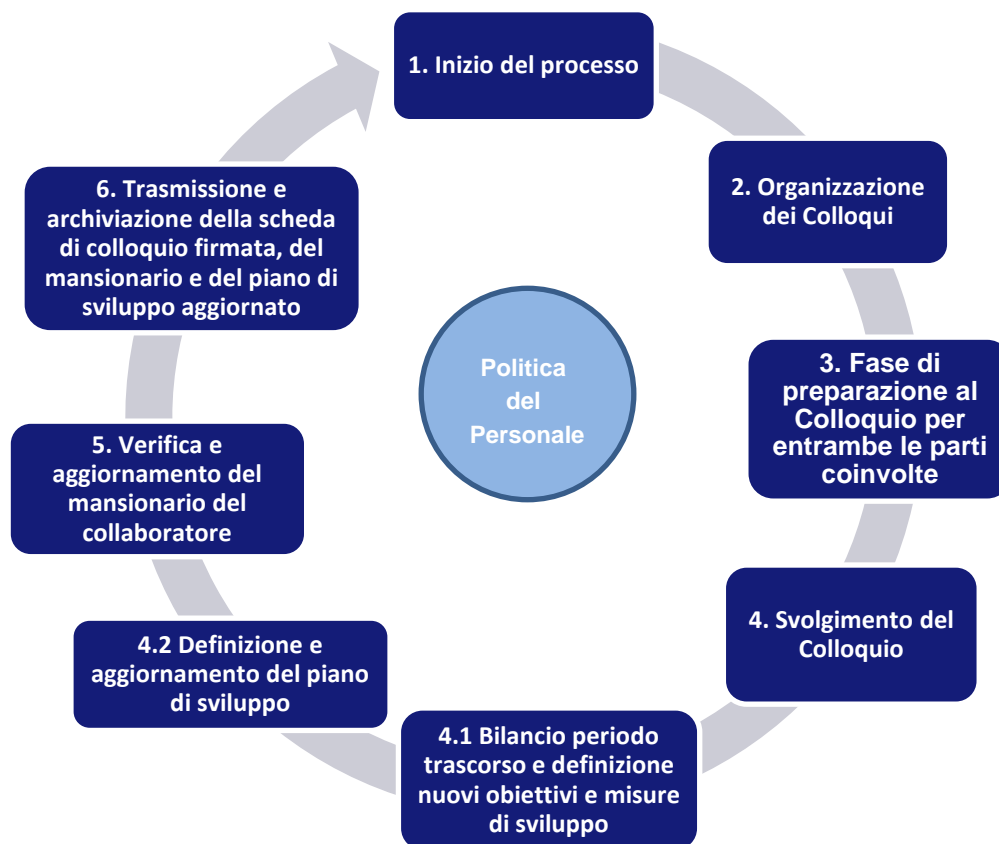 1. Inizio del processo
2. Organizzazione
dei Colloqui
3. Fase di
preparazione al
Colloquio per
entrambe le parti
coinvolte
4. Svolgimento del
Colloquio
4.1 Bilancio periodo
trascorso e definizione
nuovi obiettivi e misure
di sviluppo
4.2 Definizione e
aggiornamento del piano
di sviluppo
5. Verifica e
aggiornamento del
mansionario del
collaboratore
6. Trasmissione e
archiviazione della scheda
di colloquio firmata, del
mansionario e del piano di
sviluppo aggiornato
Politica
del
Personale